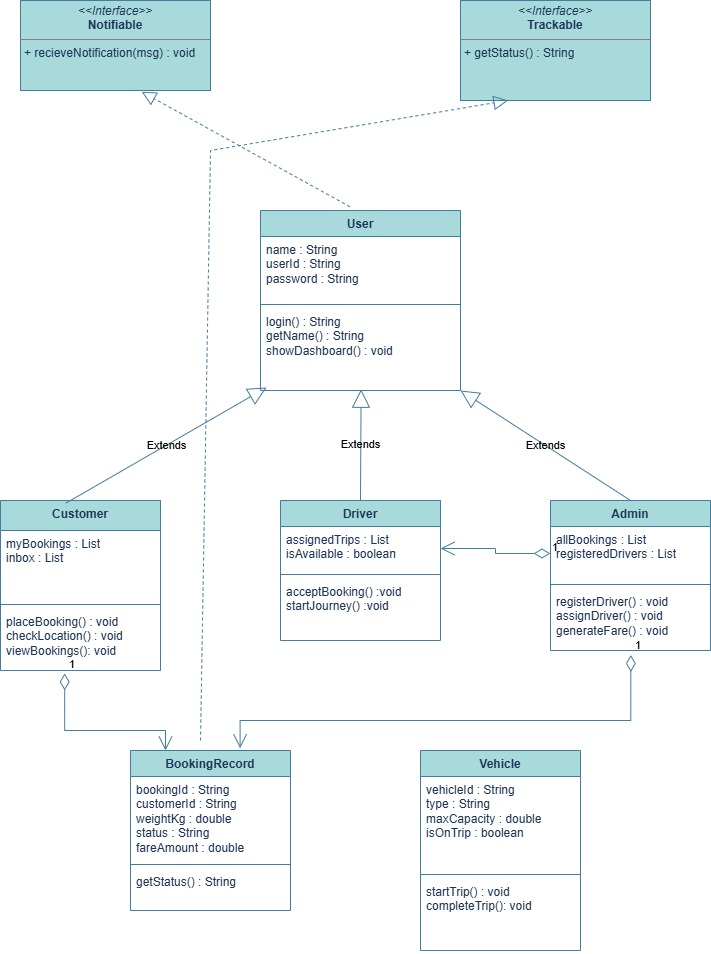 <<Interface>>
Notifiable
+ recieveNotification(msg) : void
<<Interface>>
Trackable
+ getStatus() : String
User
name : String
userId : String
password : String
login() : String
getName() : String
showDashboard() : void
Extends
Extends
Extends
Customer
myBookings : List
inbox : List
placeBooking() : void
checkLocation() : void
viewBookings(): void
1
Driver
assignedTrips : List
isAvailable : boolean
acceptBooking() :void
startJourney() :void
Admin
allBookings : List
registeredDrivers : List
1
registerDriver() : void
assignDriver() : void
generateFare() : void
1
BookingRecord
bookingId : String
customerId : String
weightKg : double
status : String
fareAmount : double
getStatus() : String
Vehicle
vehicleId : String
type : String
maxCapacity : double
isOnTrip : boolean
startTrip() : void
completeTrip(): void